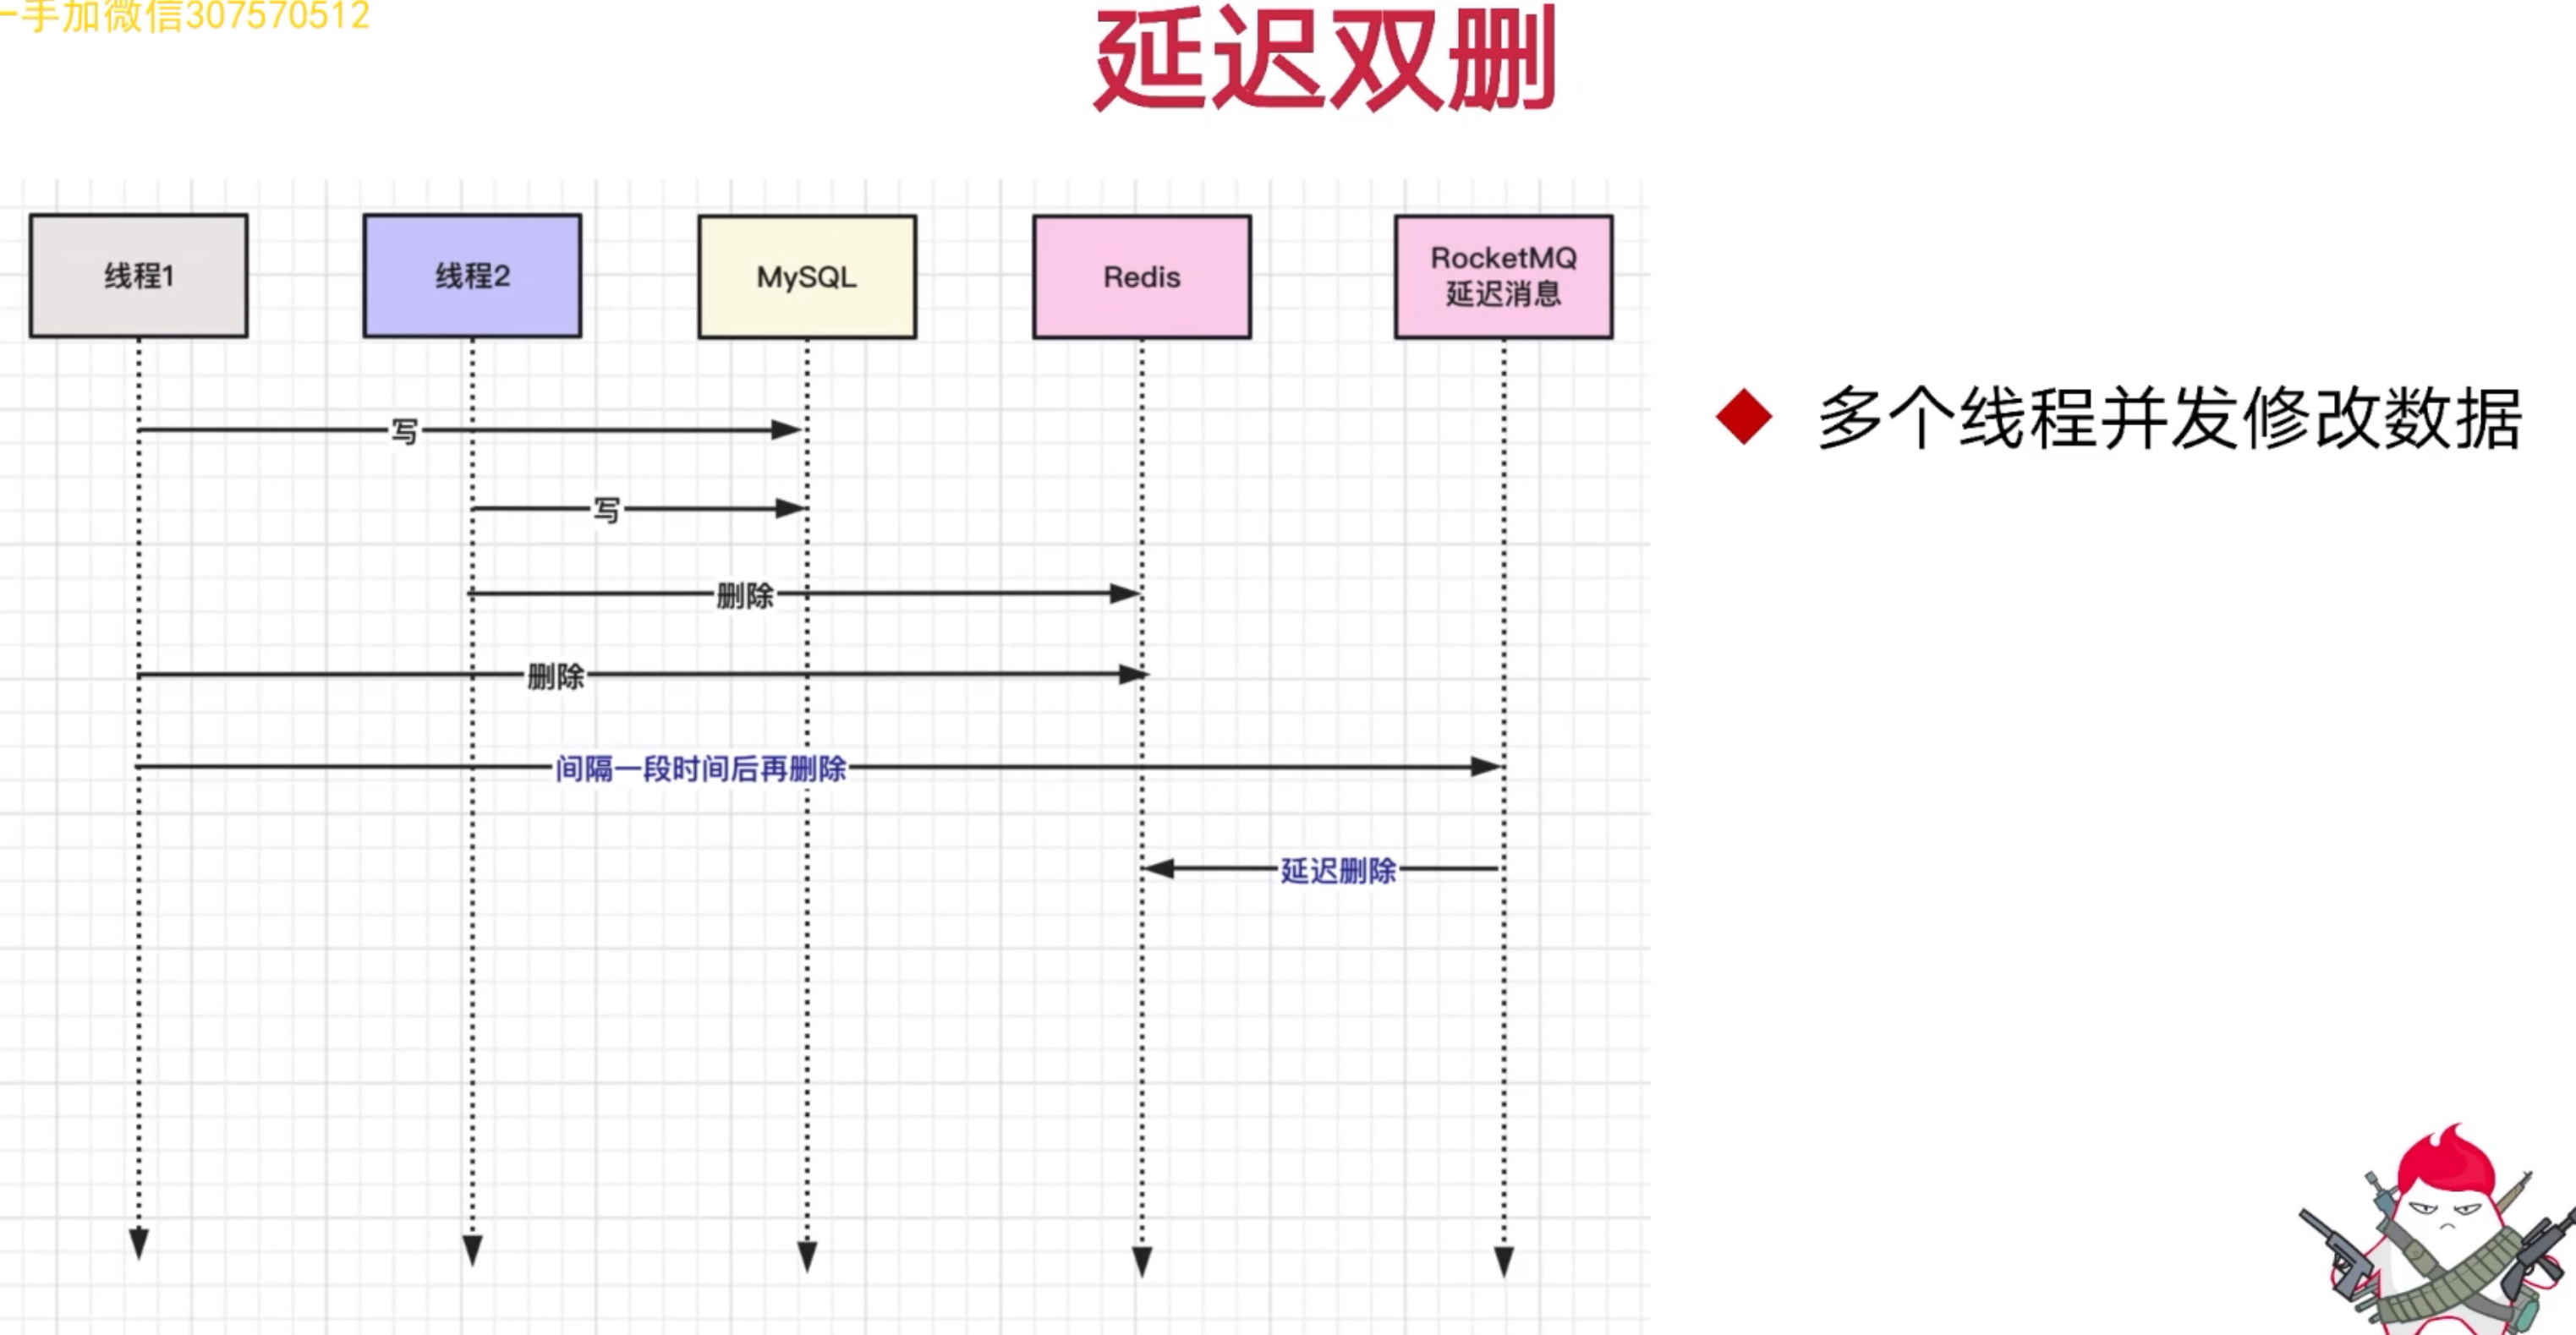 一手加微信307570512
延迟双删
线程1
线程2
MySQL
Redis
RocketMQ
延迟消息
写
写
删除
删除
间隔一段时间后再删除
延迟删除
多个线程并发修改数据